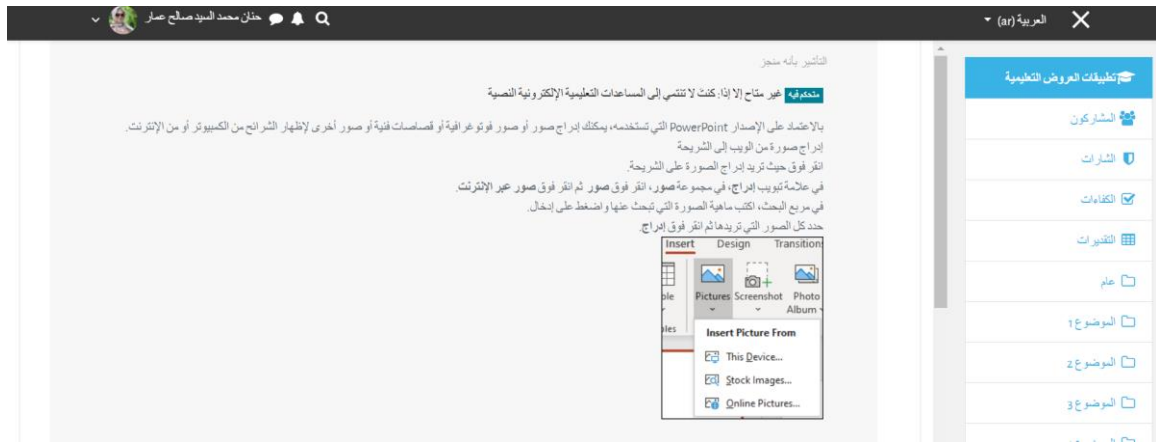 العربية (ar)
حنان محمد السيد صالح عمار
تطبيقات العروض التعليمية
المشاركون
الشارات
الكفاءات
التقديرات
عام
الموضوع 1
الموضوع 2
الموضوع 3
التأشير بأنه منجز
متحكم فيه غير متاح إلا إذا: كنتَ لا تنتمي إلى المساعدات التعليمية الإلكترونية النصية
بالاعتماد على الإصدار PowerPoint التي تستخدمه، يمكنك إدراج صور أو صور فوتوغرافية أو قصاصات فنية أو صور أخرى لإظهار الشرائح من الكمبيوتر أو من الإنترنت.
إدراج صورة من الويب إلى الشريحة
انقر فوق حيث تريد إدراج الصورة على الشريحة.
في علامة تبويب إدراج، في مجموعة صور، انقر فوق صور ثم انقر فوق صور عبر الإنترنت.
في مربع البحث، اكتب ماهية الصورة التي تبحث عنها واضغط على إدخال.
حدد كل الصور التي تريدها ثم انقر فوق إدراج.
Insert Design Transitions
Pictures Screenshot Photo
Album
Insert Picture From
This Device...
Stock Images...
Online Pictures...